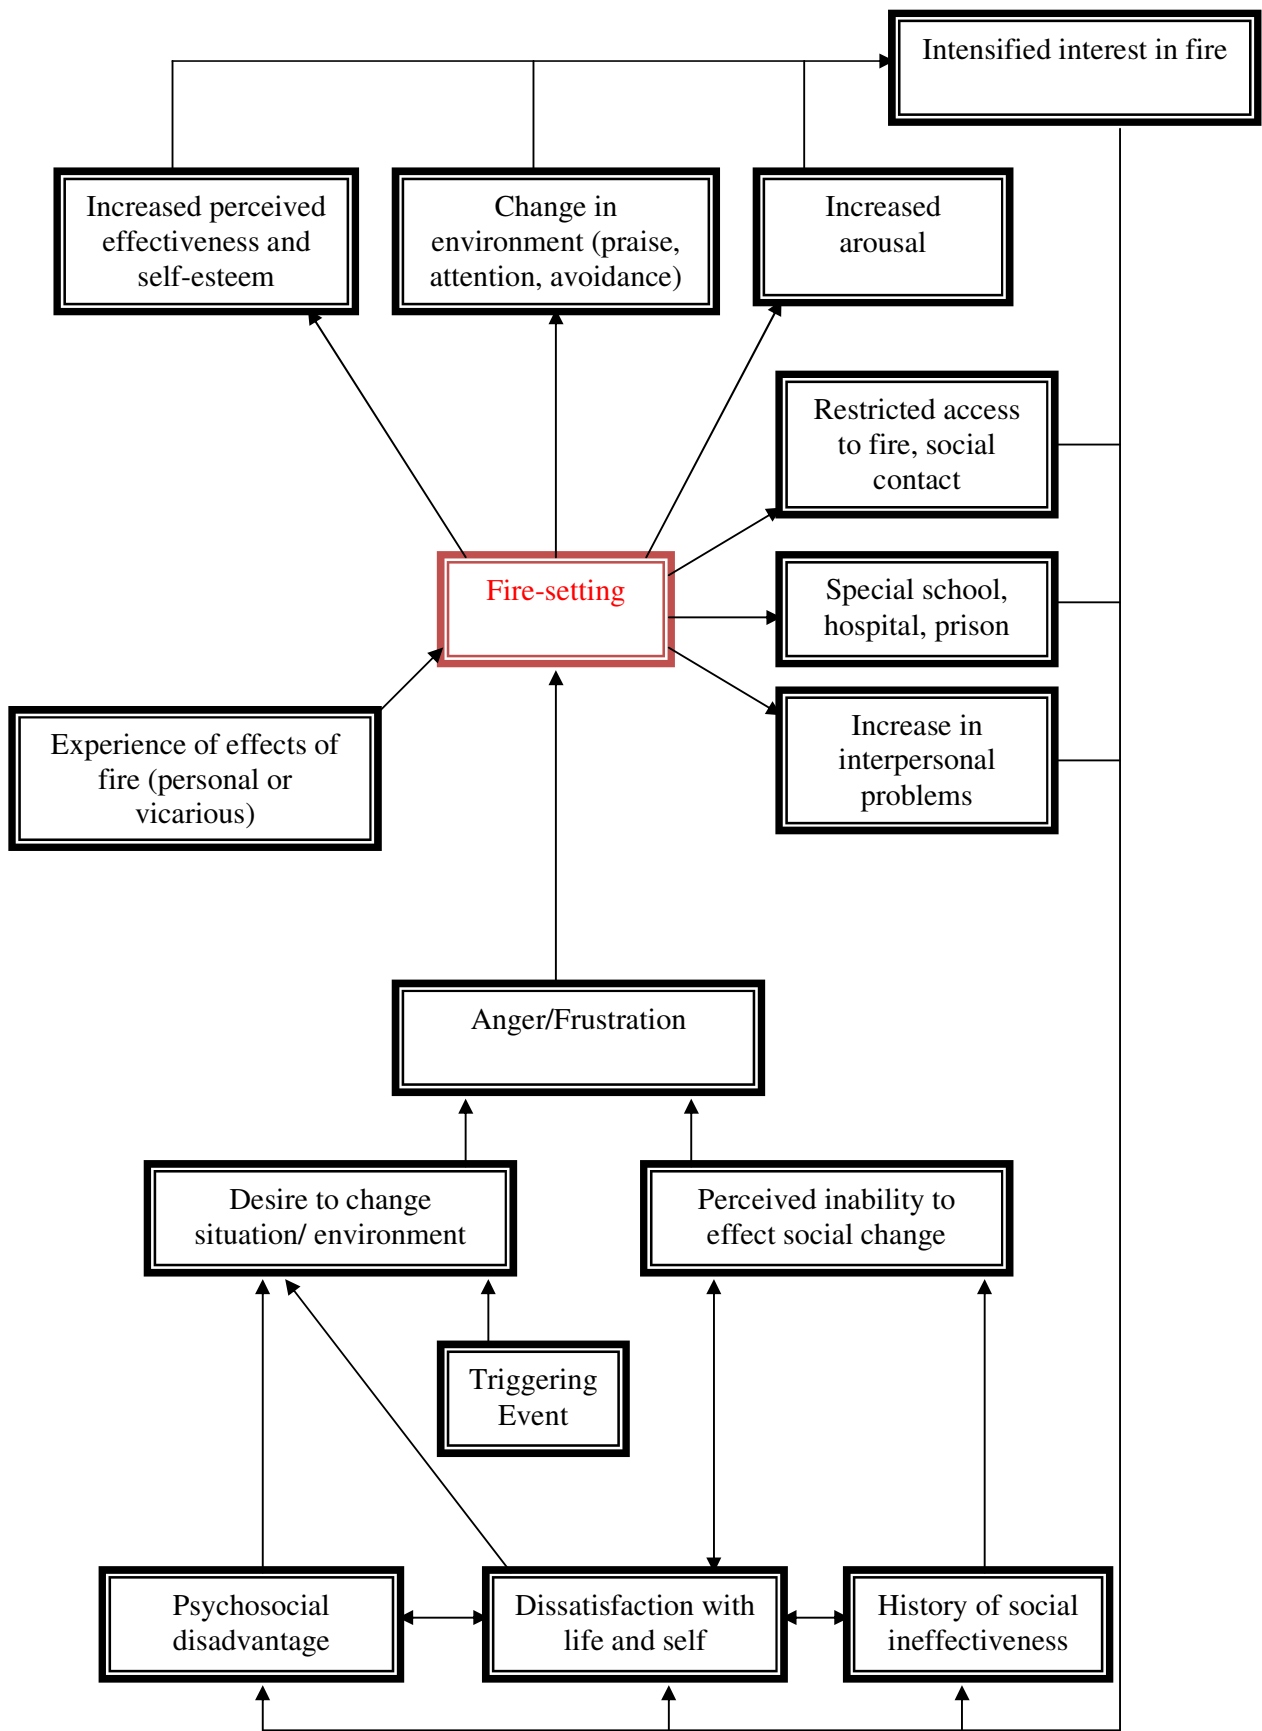 Intensified interest in fire
Increased perceived
effectiveness and
self-esteem
Change in
environment (praise,
attention, avoidance)
Increased
arousal
Restricted access
to fire, social
contact
Fire-setting
Special school,
hospital, prison
Experience of effects of
fire (personal or
vicarious)
Increase in
interpersonal
problems
Anger/Frustration
Desire to change
situation/ environment
Perceived inability to
effect social change
Triggering
Event
Psychosocial
disadvantage
Dissatisfaction with
life and self
History of social
ineffectiveness